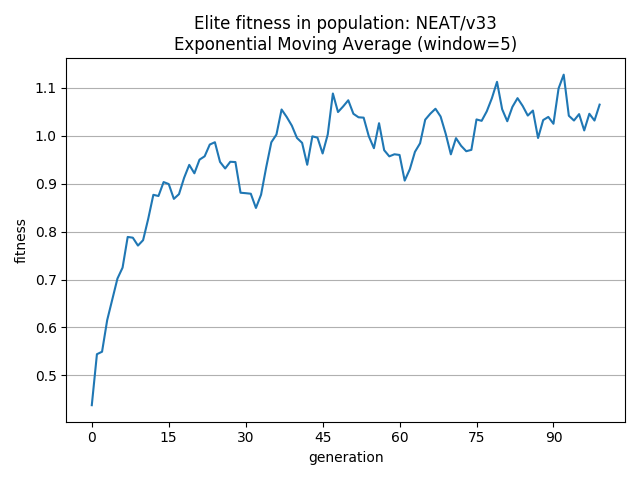 Elite fitness in population: NEAT/v33
Exponential Moving Average (window=5)
fitness
1.1
1.0
0.9
0.8
0.7
0.6
0.5
0 15 30 45 60 75 90
generation